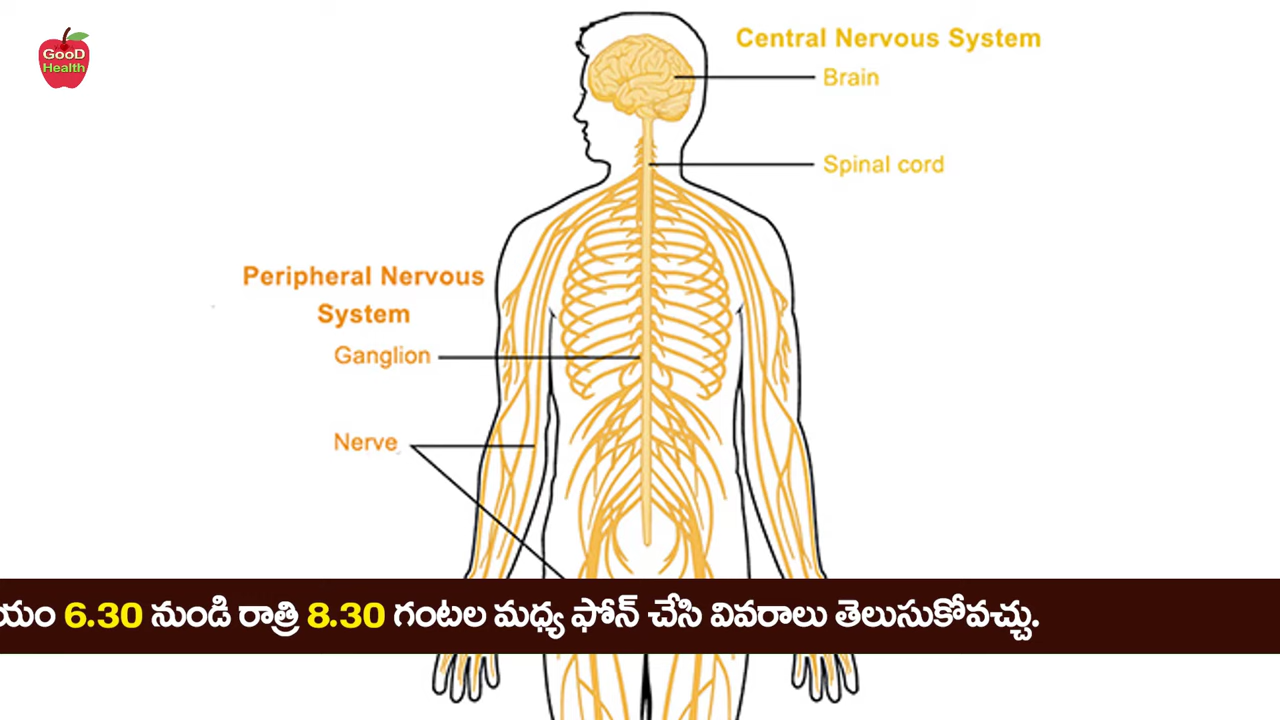 GooD
Health
Central Nervous System
Brain
Spinal cord
Peripheral Nervous
System
Ganglion
Nerve
యం 6.30 నుండి రాత్రి 8.30 గంటల మధ్య ఫోన్ చేసి వివరాలు తెలుసుకోవచ్చు.